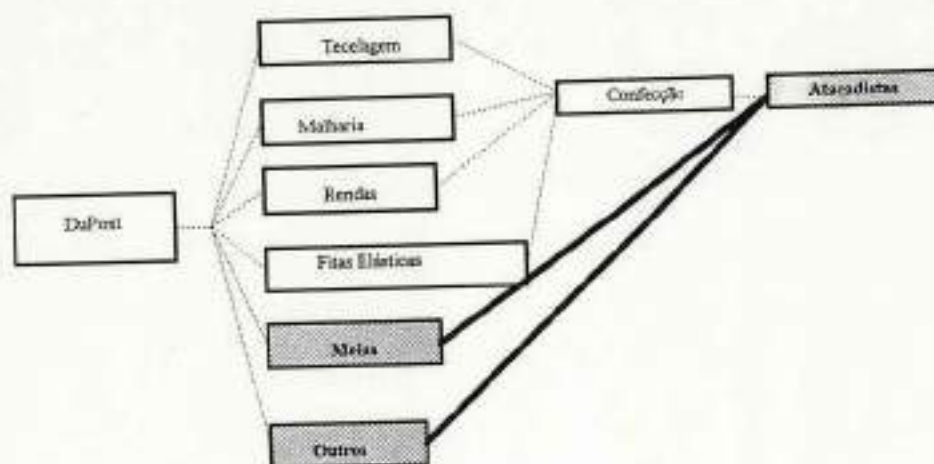 Tecelagem
Confecção
Atacadistas
Malharia
Rendas
DuPont
Fitas Elásticas
Meias
Outros